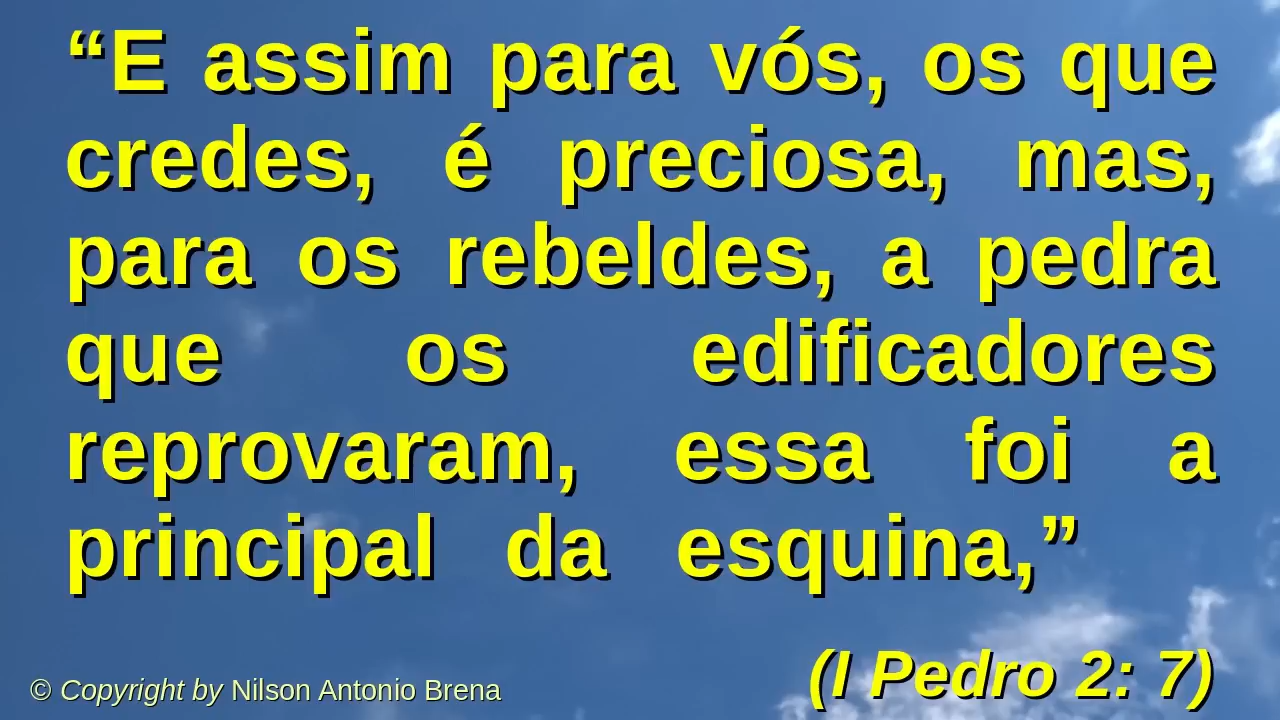 “E assim para vós, os que
credes, é preciosa, mas,
para os rebeldes, a pedra
que os edificadores
reprovaram, essa foi a
principal da esquina,”
(I Pedro 2: 7)
© Copyright by Nilson Antonio Brena